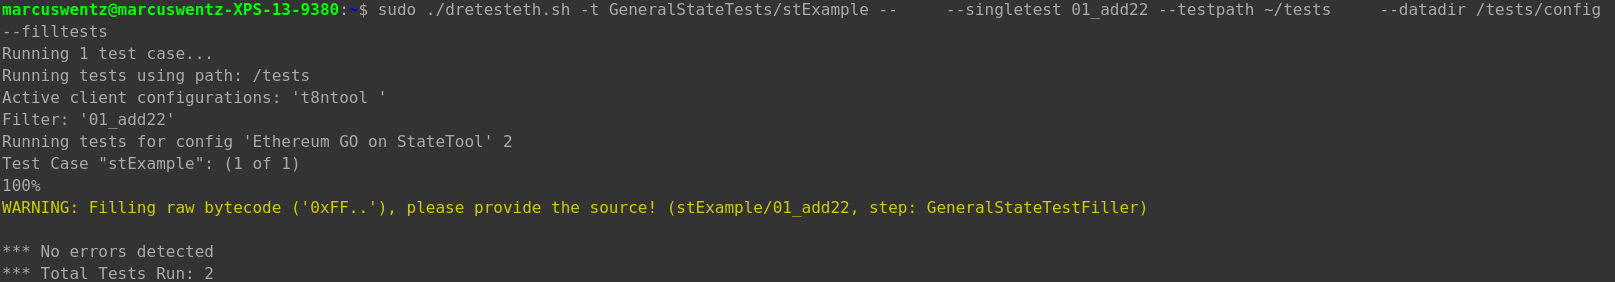 marcuswentz@marcuswentz-XPS-13-9380:~$ sudo ./dretesteth.sh -t GeneralStateTests/stExample --     --singletest 01_add22 --testpath ~/tests     --datadir /tests/config
--filltests
Running 1 test case...
Running tests using path: /tests
Active client configurations: 't8ntool '
Filter: '01_add22'
Running tests for config 'Ethereum GO on StateTool' 2
Test Case "stExample": (1 of 1)
100%
WARNING: Filling raw bytecode ('0xFF..'), please provide the source! (stExample/01_add22, step: GeneralStateTestFiller)
*** No errors detected
*** Total Tests Run: 2